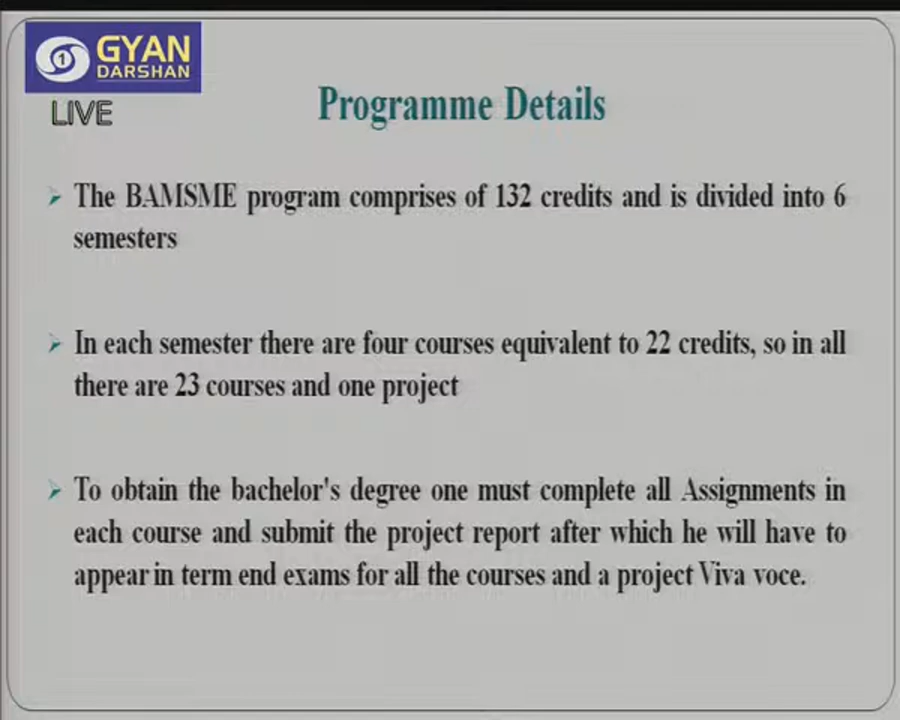 GYAN
DARSHAN
LIVE
Programme Details
The BAMSME program comprises of 132 credits and is divided into 6
semesters
In each semester there are four courses equivalent to 22 credits, so in all
there are 23 courses and one project
To obtain the bachelor's degree one must complete all Assignments in
each course and submit the project report after which he will have to
appear in term end exams for all the courses and a project Viva voce.